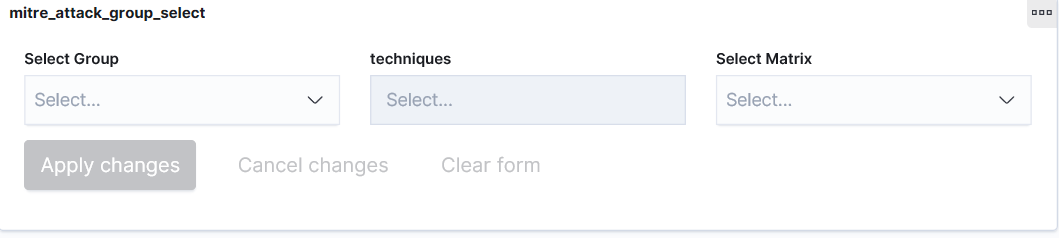 mitre_attack_group_select
Select Group techniques Select Matrix
Select... Select... Select...
Apply changes Cancel changes Clear form